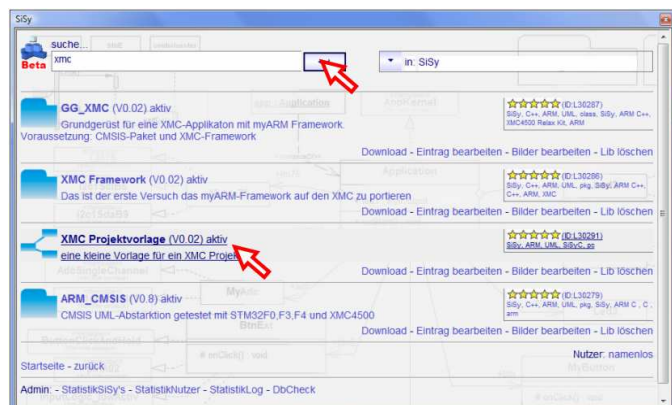 SiSy
suche...
Beta
xmc
in: SiSy
GG_XMC (V0.02) aktiv
Grundgerüst für eine XMC-Applikaton mit myARM Framework.
Voraussetzung: CMSIS-Paket und XMC-Framework
(ID:L30287)
SiSy, C++, ARM, UML, class, SiSy, ARM C++,
XMC4500 Relax Kit, ARM
Download - Eintrag bearbeiten - Bilder bearbeiten - Lib löschen
XMC Framework (V0.02) aktiv
Das ist der erste Versuch das myARM-Framework auf den XMC zu portieren
(ID:L30286)
SiSy, C++, ARM, UML, pkg, SiSy, ARM C++,
C++, ARM, XMC
Download - Eintrag bearbeiten - Bilder bearbeiten - Lib löschen
XMC Projektvorlage (V0.02) aktiv
eine kleine Vorlage für ein XMC
(ID:L30291)
SiSy, ARM, UML, SiSyC, ps
Download - Eintrag bearbeiten - Bilder bearbeiten - Lib löschen
ARM_CMSIS (V0.8) aktiv
CMSIS UML-Abstarktion getestet mit STM32F0,F3,F4 und XMC4500
(ID:L30279)
SiSy, C++, ARM, UML, pkg, SiSy, ARM C , C ,
arm
Download - Eintrag bearbeiten - Bilder bearbeiten - Lib löschen
Nutzer: namenlos
Startseite - zurück
Admin: - StatistikSiSy's - StatistikNutzer - StatistikLog - DbCheck